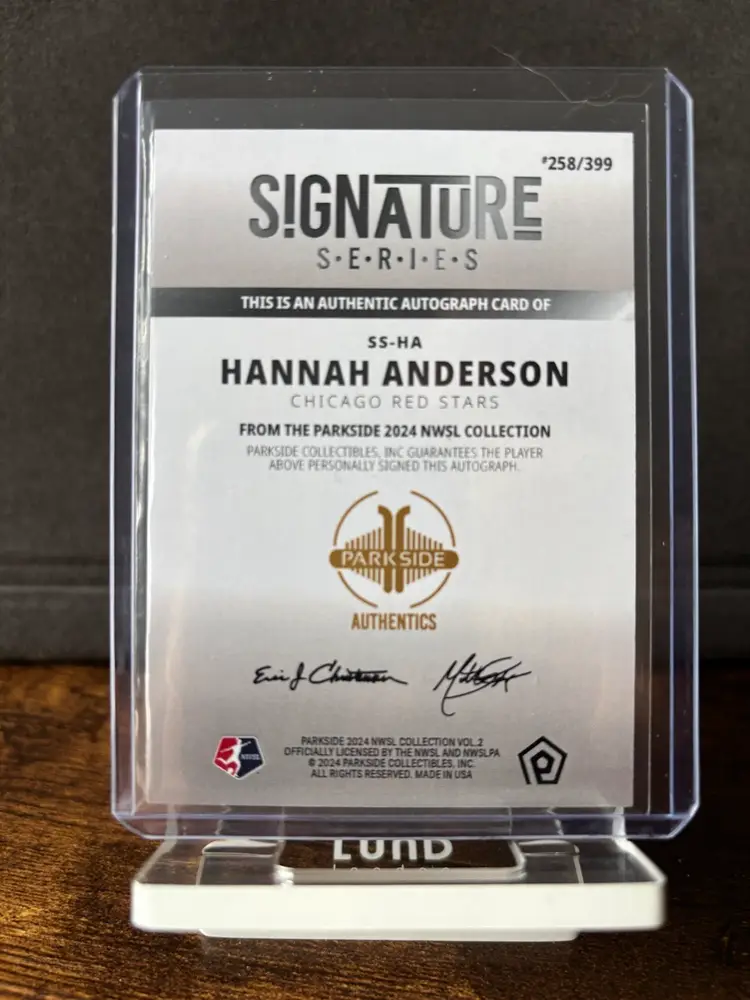 #258/399
SIGNATURE
S·E·R·I·E·S
THIS IS AN AUTHENTIC AUTOGRAPH CARD OF
SS-HA
HANNAH ANDERSON
CHICAGO RED STARS
FROM THE PARKSIDE 2024 NWSL COLLECTION
PARKSIDE COLLECTIBLES, INC GUARANTEES THE PLAYER
ABOVE PERSONALLY SIGNED THIS AUTOGRAPH.
PARKSIDE
AUTHENTICS
NWSL
PARKSIDE 2024 NWSL COLLECTION VOL.2
OFFICIALLY LICENSED BY THE NWSL AND NWSLPA
© 2024 PARKSIDE COLLECTIBLES, INC.
ALL RIGHTS RESERVED. MADE IN USA
LUND